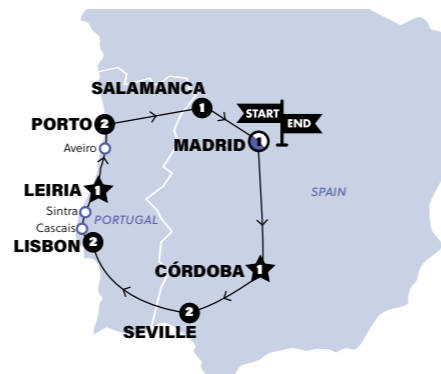 SALAMANCA
1
START
END
PORTO
2
MADRID
1
Aveiro
LEIRIA
1
SPAIN
Sintra
PORTUGAL
Cascais
LISBON
2
CÓRDOBA
1
2
SEVILLE